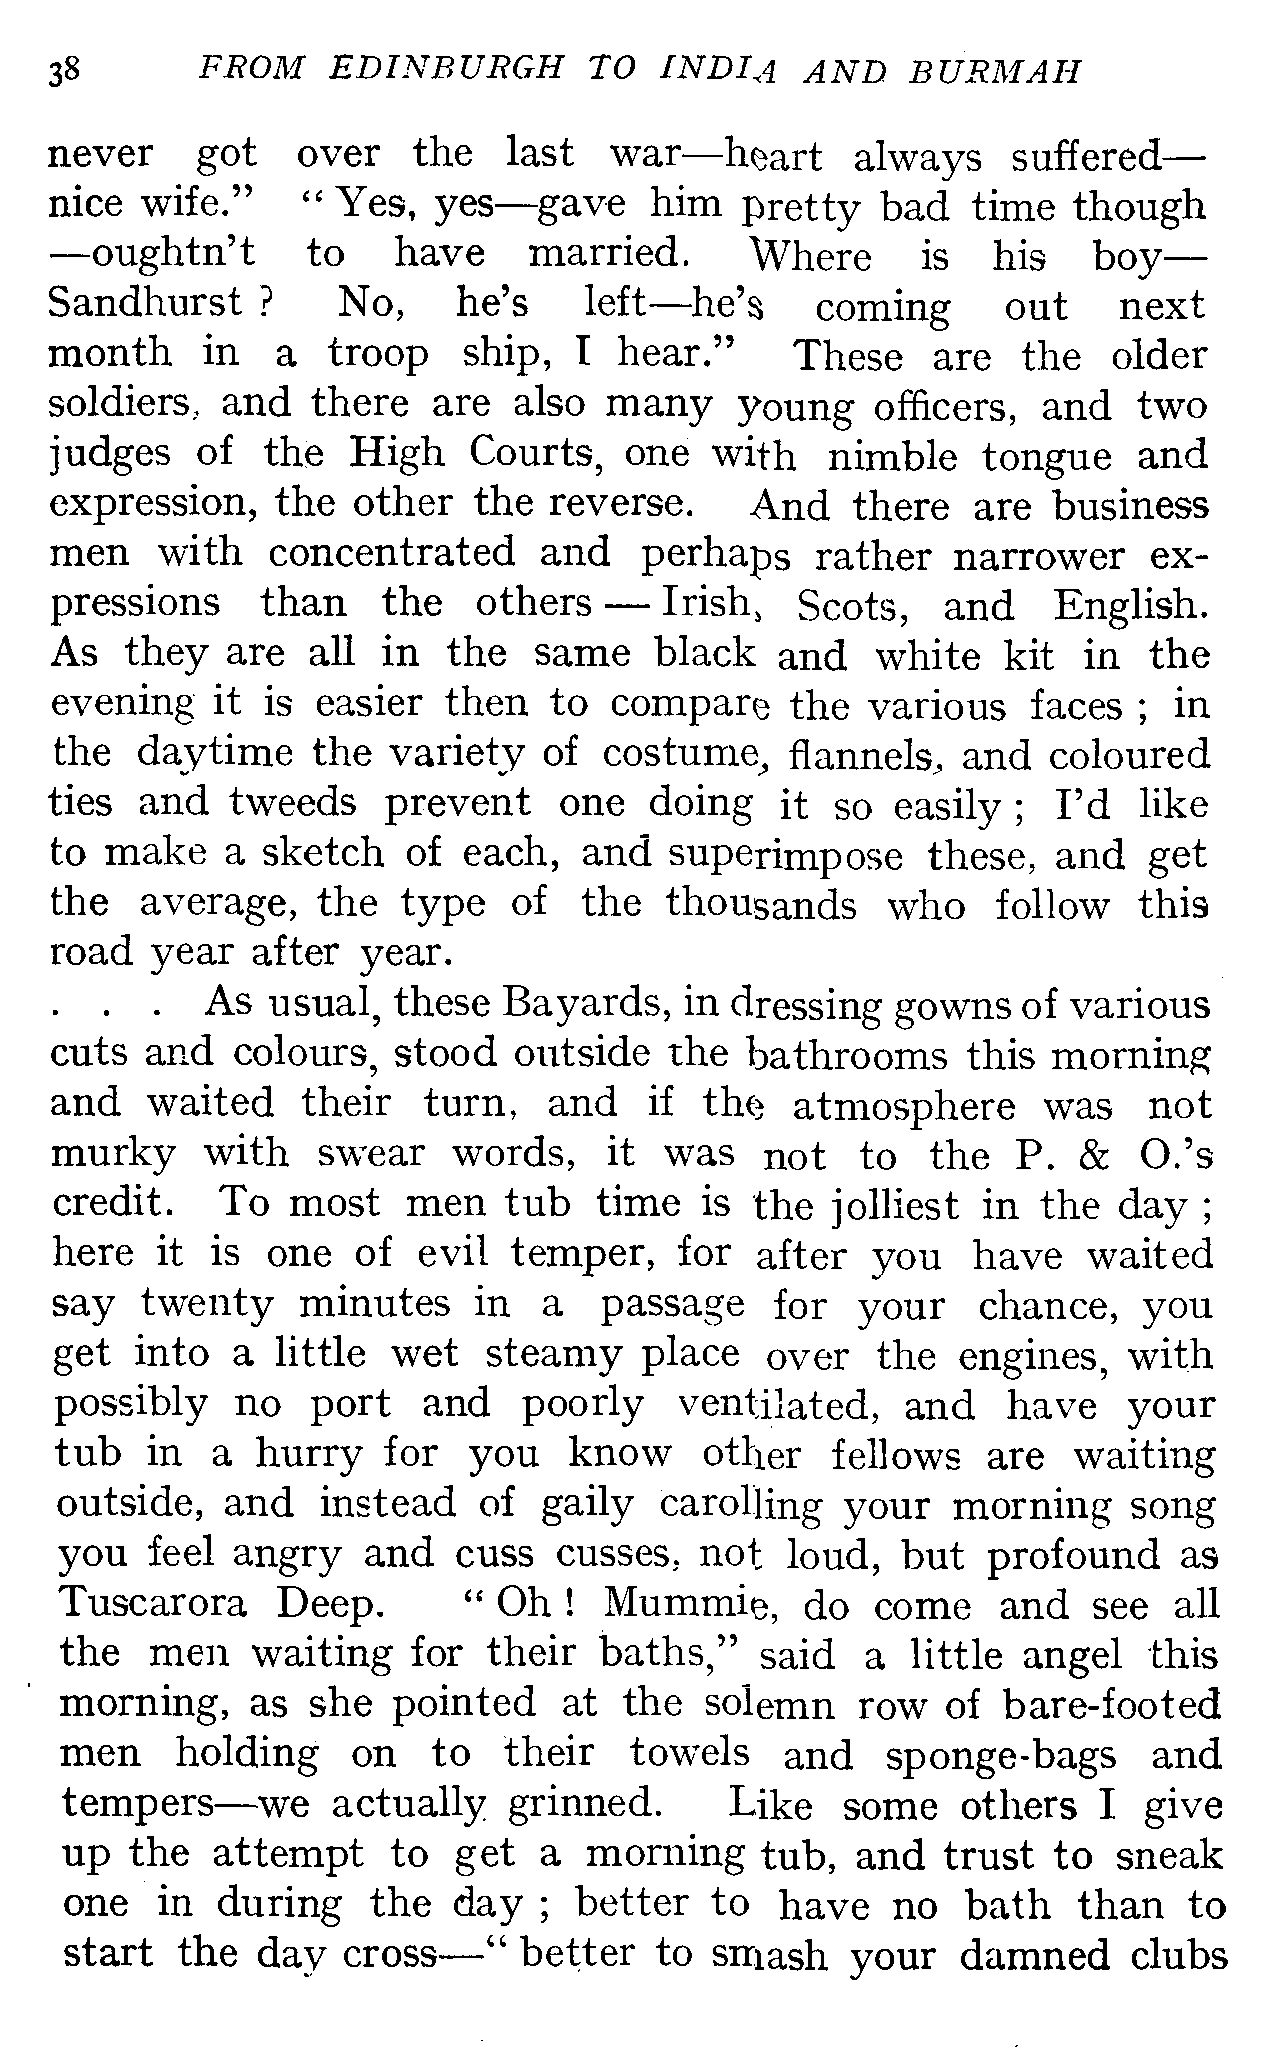 38 FROM EDINBURGH TO INDIA AND BURMAH
never got over the last war—heart always suffered—
nice wife.” “ Yes, yes—gave him pretty bad time though
—oughtn’t to have married. Where is his boy—
Sandhurst ? No, he’s left—he’s coming out next
month in a troop ship, I hear.” These are the older
soldiers, and there are also many young officers, and two
judges of the High Courts, one with nimble tongue and
expression, the other the reverse. And there are business
men with concentrated and perhaps rather narrower ex-
pressions than the others — Irish, Scots, and English.
As they are all in the same black and white kit in the
evening it is easier then to compare the various faces ; in
the daytime the variety of costume, flannels, and coloured
ties and tweeds prevent one doing it so easily ; I’d like
to make a sketch of each, and superimpose these, and get
the average, the type of the thousands who follow this
road year after year.
. . . As usual, these Bayards, in dressing gowns of various
cuts and colours, stood outside the bathrooms this morning
and waited their turn, and if the atmosphere was not
murky with swear words, it was not to the P. & O.’s
credit. To most men tub time is the jolliest in the day ;
here it is one of evil temper, for after you have waited
say twenty minutes in a passage for your chance, you
get into a little wet steamy place over the engines, with
possibly no port and poorly ventilated, and have your
tub in a hurry for you know other fellows are waiting
outside, and instead of gaily carolling your morning song
you feel angry and cuss cusses, not loud, but profound as
Tuscarora Deep. “ Oh ! Mummie, do come and see all
the men waiting for their baths,” said a little angel this
morning, as she pointed at the solemn row of bare-footed
men holding on to their towels and sponge-bags and
tempers—we actually grinned. Like some others I give
up the attempt to get a morning tub, and trust to sneak
one in during the day ; better to have no bath than to
start the day cross—“ better to smash your damned clubs